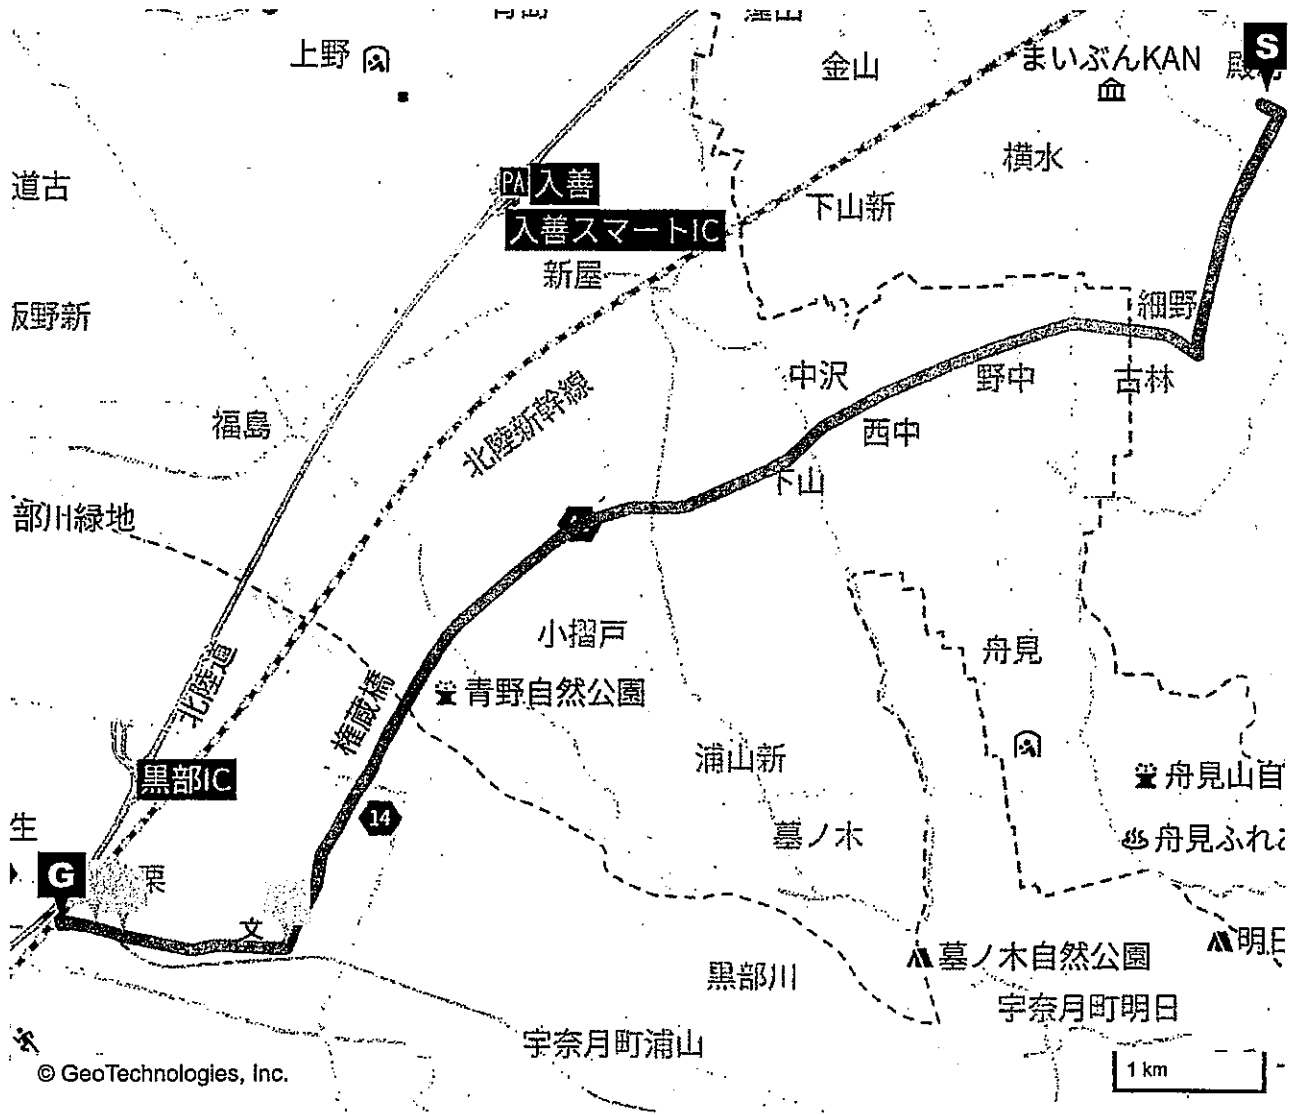 上野
金山
まいぶんKAN
S
横水
道古
PA 入善
入善スマートIC
下山新
新屋
細野
中沢
野中
古林
福島
北陸新幹線
西中
下山
部川緑地
小摺戸
舟見
北陸道
権蔵橋
青野自然公園
浦山新
黒部IC
舟見山自
14
生
墓ノ木
G
文
墓ノ木自然公園
黒部川
宇奈月町明日
宇奈月町浦山
© GeoTechnologies, Inc.
1 km